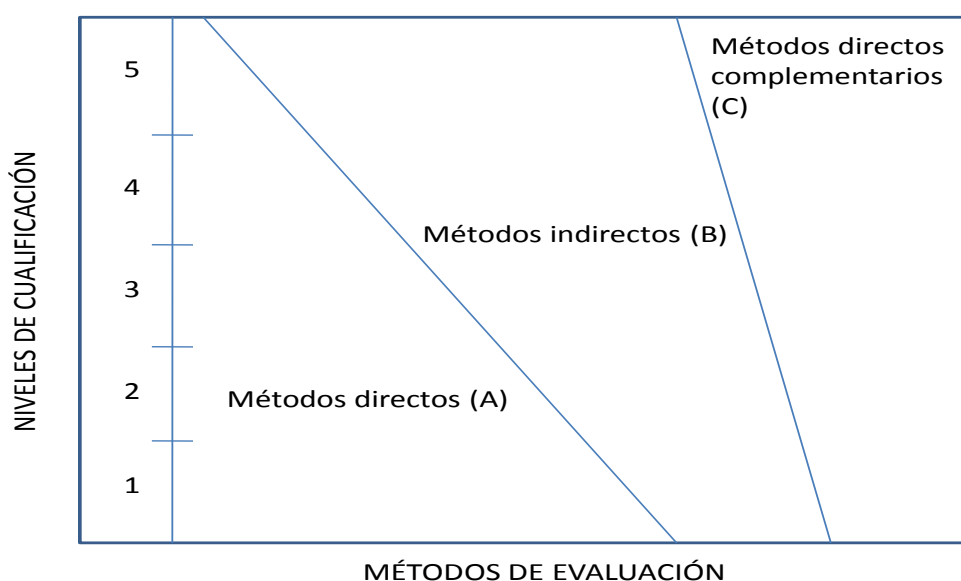 NIVELES DE CUALIFICACIÓN
5
4
3
2
1
Métodos directos
complementarios
(C)
Métodos indirectos (B)
Métodos directos (A)
MÉTODOS DE EVALUACIÓN